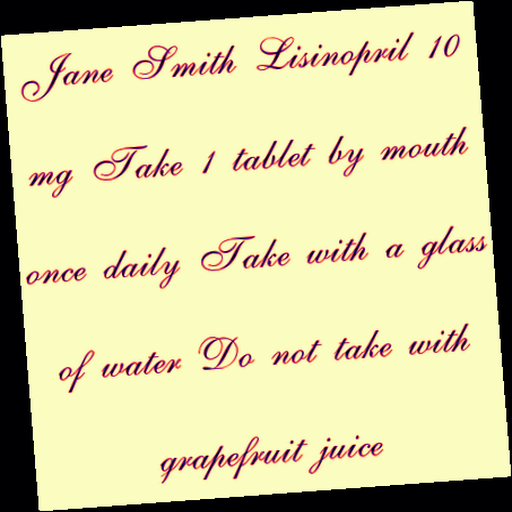 Jane Smith Lisinopril 10
mg Take 1 tablet by mouth
once daily Take with a glass
of water Do not take with
grapefruit juice